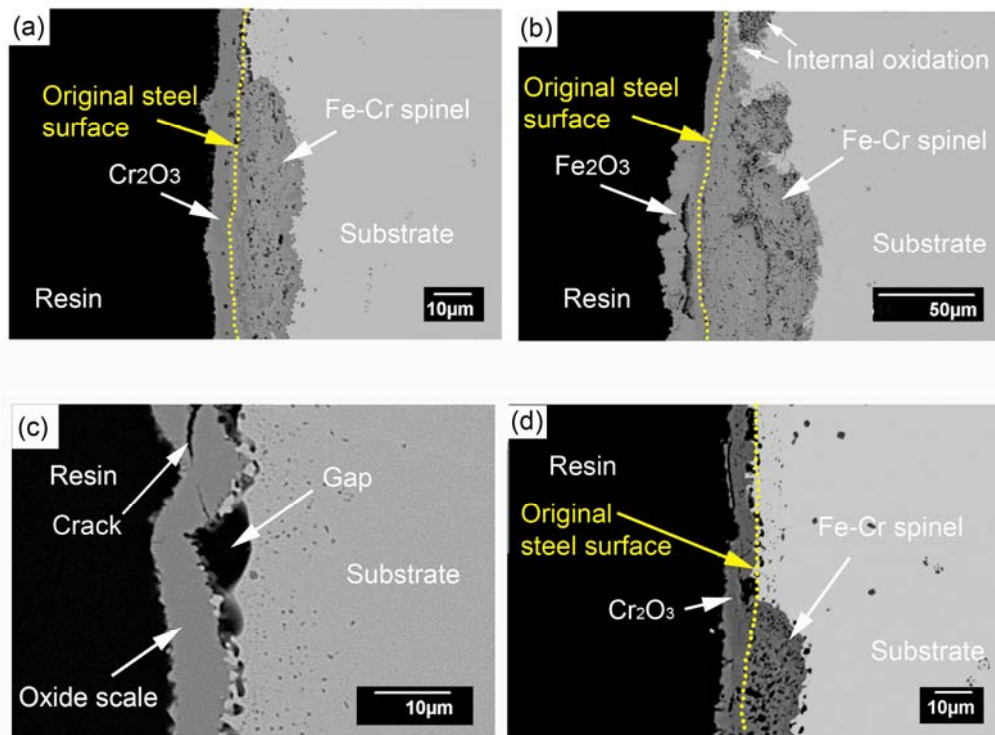 (a)
Original steel
surface
Fe-Cr spinel
Cr2O3
Substrate
Resin
10µm
(b)
Internal oxidation
Original steel
surface
Fe-Cr spinel
Fe2O3
Substrate
Resin
50µm
(c)
Resin
Gap
Crack
Substrate
Oxide scale
10µm
(d)
Resin
Original
steel surface
Fe-Cr spinel
Cr2O3
Substrate
10µm